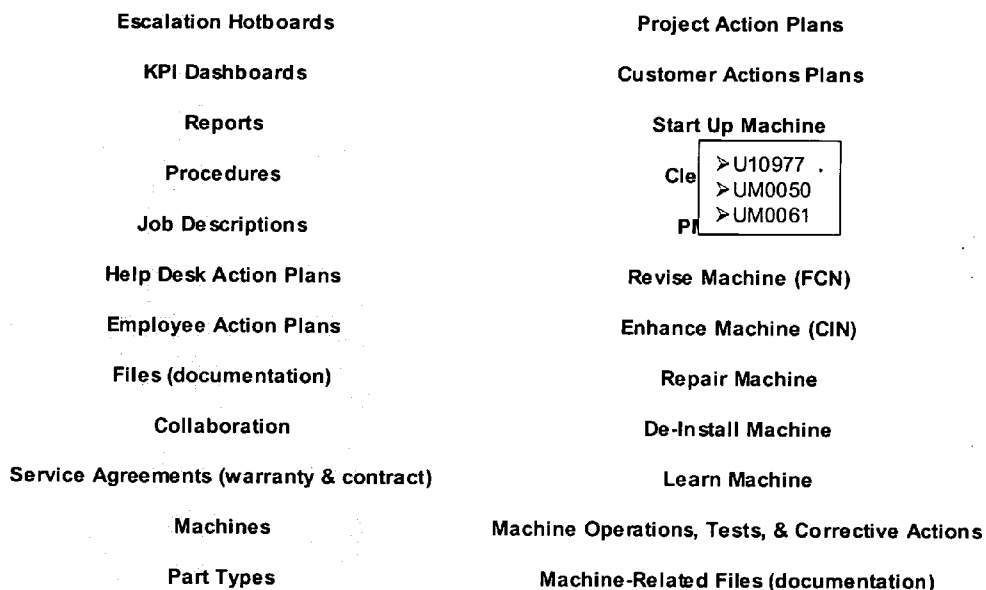 Escalation Hotboards
KPI Dashboards
Reports
Procedures
Job Descriptions
Help Desk Action Plans
Employee Action Plans
Files (documentation)
Collaboration
Service Agreements (warranty & contract)
Machines
Part Types
Project Action Plans
Customer Actions Plans
Start Up Machine
Cle
➢U10977
➢UM0050
➢UM0061
Revise Machine (FCN)
Enhance Machine (CIN)
Repair Machine
De-Install Machine
Learn Machine
Machine Operations, Tests, & Corrective Actions
Machine-Related Files (documentation)